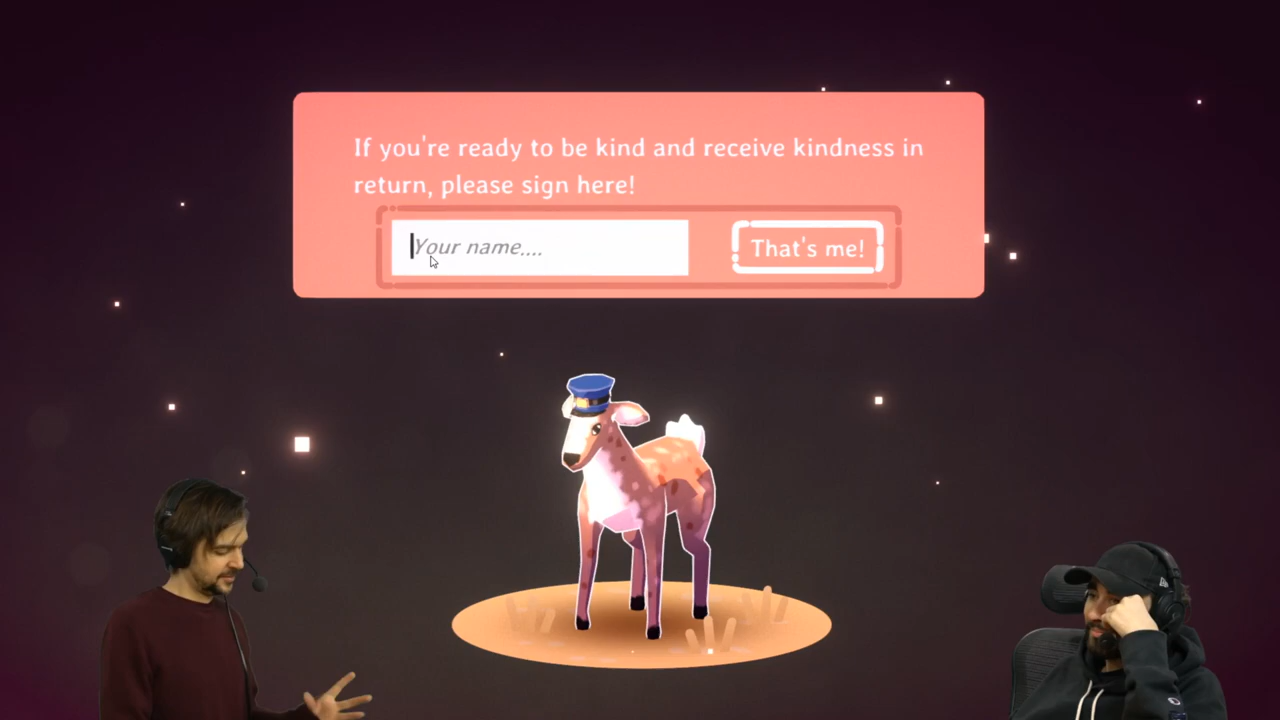 If you're ready to be kind and receive kindness in
return, please sign here!
Your name....
That's me!